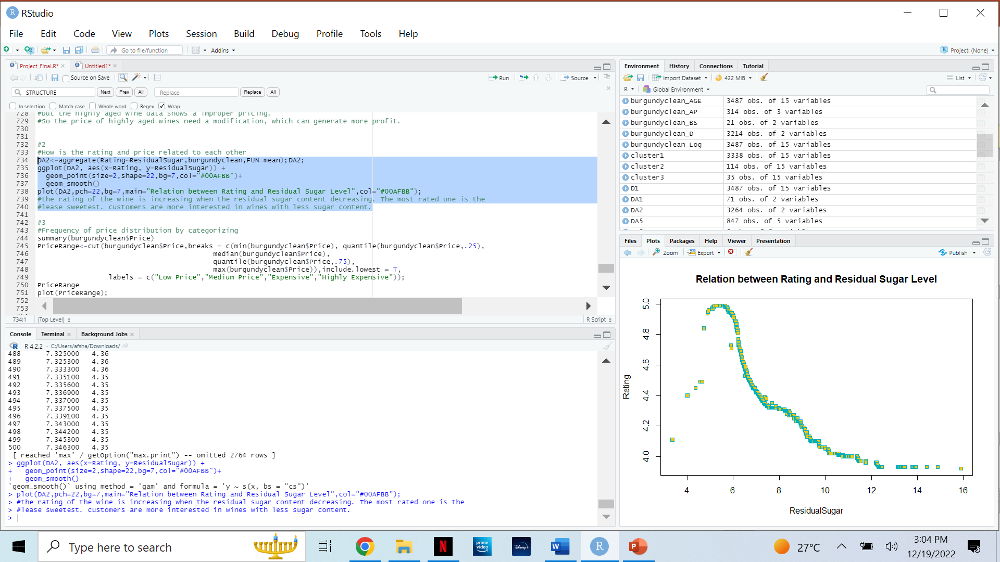 RStudio
File Edit Code View Plots Session Build Debug Profile Tools Help
Go to file/function Addins Project: (None)
Project_Final.R* Untitled1*
Source on Save Run Source
STRUCTURE Next Prev All Replace Replace All
In selection Match case Whole word Regex Wrap
728 #but the highly aged wine data shows a improper pricing.
729 #So the price of highly aged wines need a modification, which can generate more profit.
730
731
732 #2
733 #How is the rating and price related to each other
734 DA2<-aggregate(Rating~ResidualSugar,burgundyclean,FUN=mean);DA2;
735 ggplot(DA2, aes(x=Rating, y=ResidualSugar)) +
736 geom_point(size=2,shape=22,bg=7,col="#00AFBB")+
737 geom_smooth()
738 plot(DA2,pch=22,bg=7,main="Relation between Rating and Residual Sugar Level",col="#00AFBB");
739 #the rating of the wine is increasing when the residual sugar content decreasing. The most rated one is the
740 #lease sweetest. customers are more interested in wines with less sugar content.
741
742 #3
743 #Frequency of price distribution by categorizing
744 summary(burgundyclean$Price)
745 PriceRange<-cut(burgundyclean$Price,breaks = c(min(burgundyclean$Price), quantile(burgundyclean$Price,.25),
746 median(burgundyclean$Price),
747 quantile(burgundyclean$Price,.75),
748 max(burgundyclean$Price)),include.lowest = T,
749 labels = c("Low Price","Medium Price","Expensive","Highly Expensive"));
750 PriceRange
751 plot(PriceRange);
752
753
734:1 (Top Level) R Script
Console Terminal Background Jobs
R 4.2.2 · C:/Users/afsha/Downloads/
488 7.325000 4.36
489 7.325300 4.36
490 7.333300 4.36
491 7.335100 4.35
492 7.335600 4.35
493 7.336900 4.35
494 7.337000 4.35
495 7.337500 4.35
496 7.339100 4.35
497 7.343000 4.35
498 7.344200 4.35
499 7.345300 4.35
500 7.346300 4.35
[ reached 'max' / getOption("max.print") -- omitted 2764 rows ]
> ggplot(DA2, aes(x=Rating, y=ResidualSugar)) +
+ geom_point(size=2,shape=22,bg=7,col="#00AFBB")+
+ geom_smooth()
`geom_smooth()` using method = 'gam' and formula = 'y ~ s(x, bs = "cs")'
> plot(DA2,pch=22,bg=7,main="Relation between Rating and Residual Sugar Level",col="#00AFBB");
> #the rating of the wine is increasing when the residual sugar content decreasing. The most rated one is the
> #lease sweetest. customers are more interested in wines with less sugar content.
>
Environment History Connections Tutorial
Import Dataset 422 MiB List
R Global Environment
burgundyclean_AGE 3487 obs. of 15 variables
burgundyclean_AP 314 obs. of 3 variables
burgundyclean_BS 21 obs. of 2 variables
burgundyclean_D 3214 obs. of 2 variables
burgundyclean_Log 3487 obs. of 15 variables
cluster1 3338 obs. of 15 variables
cluster2 114 obs. of 15 variables
cluster3 35 obs. of 15 variables
D1 3487 obs. of 15 variables
DA1 71 obs. of 2 variables
DA2 3264 obs. of 2 variables
DA5 847 obs. of 5 variables
Files Plots Packages Help Viewer Presentation
Zoom Export Publish
Relation between Rating and Residual Sugar Level
Rating
5.0
4.8
4.6
4.4
4.2
4.0
4 6 8 10 12 14 16
ResidualSugar
Type here to search
prime video
Disney+
27°C
3:04 PM
12/19/2022